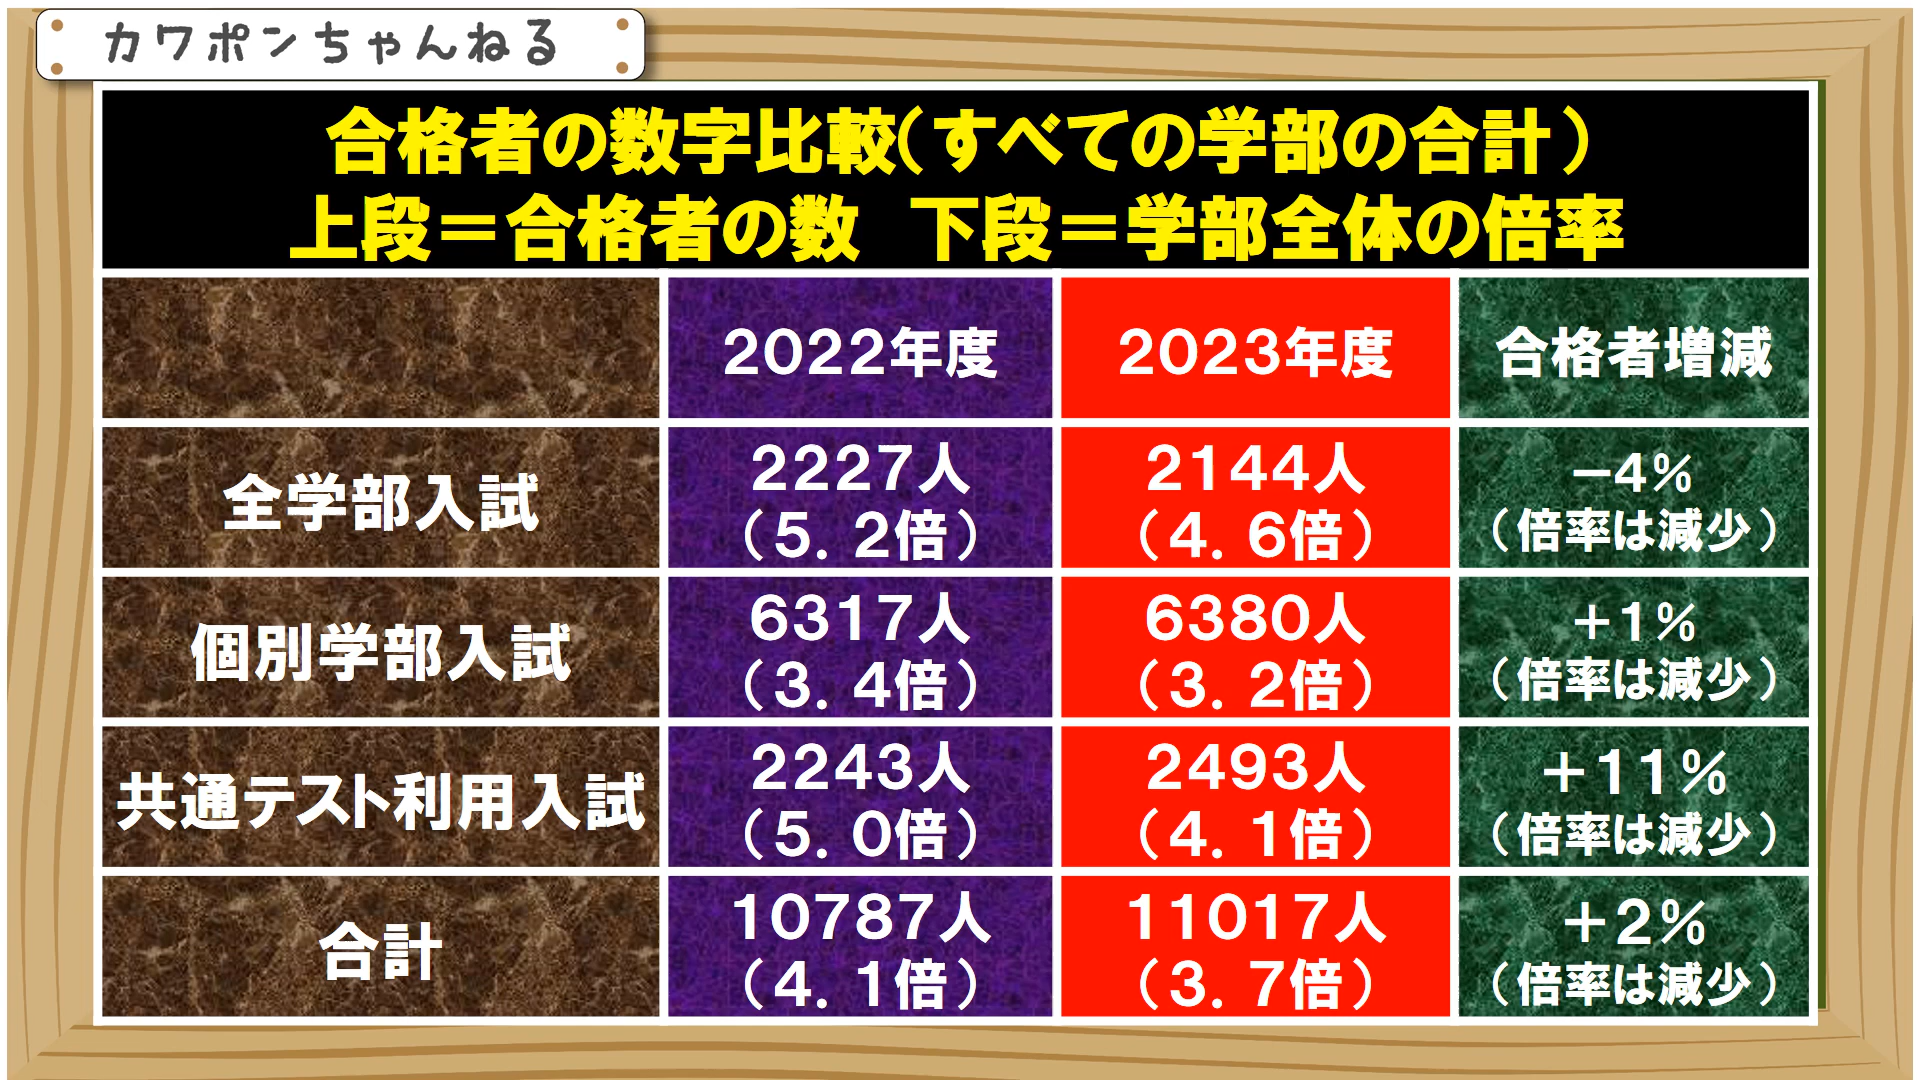 カワポンちゃんねる
合格者の数字比較（すべての学部の合計）
上段＝合格者の数　下段＝学部全体の倍率
2022年度
2023年度
合格者増減
全学部入試
2227人
（5．2倍）
2144人
（4．6倍）
－4％
（倍率は減少）
個別学部入試
6317人
（3．4倍）
6380人
（3．2倍）
＋1％
（倍率は減少）
共通テスト利用入試
2243人
（5．0倍）
2493人
（4．1倍）
＋11％
（倍率は減少）
合計
10787人
（4．1倍）
11017人
（3．7倍）
＋2％
（倍率は減少）